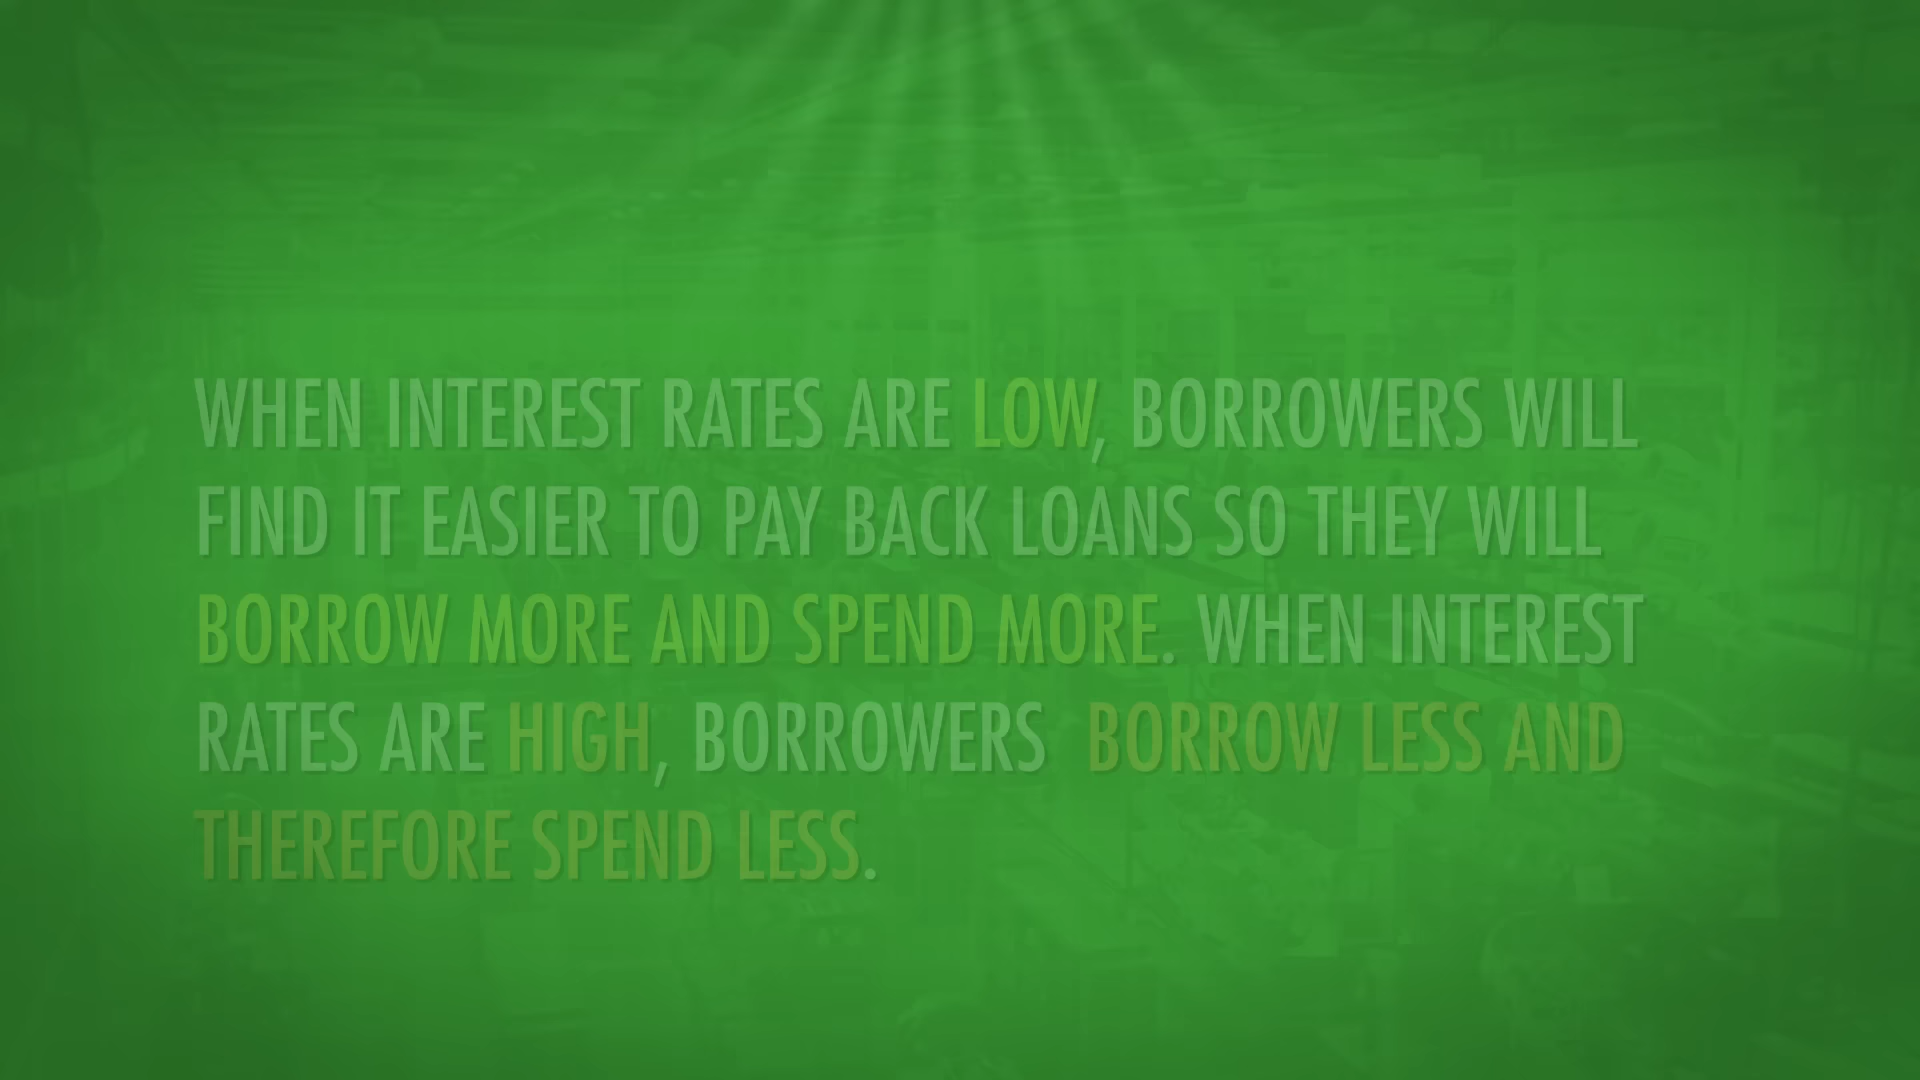 WHEN INTEREST RATES ARE LOW, BORROWERS WILL
FIND IT EASIER TO PAY BACK LOANS SO THEY WILL
BORROW MORE AND SPEND MORE. WHEN INTEREST
RATES ARE HIGH, BORROWERS BORROW LESS AND
THEREFORE SPEND LESS.